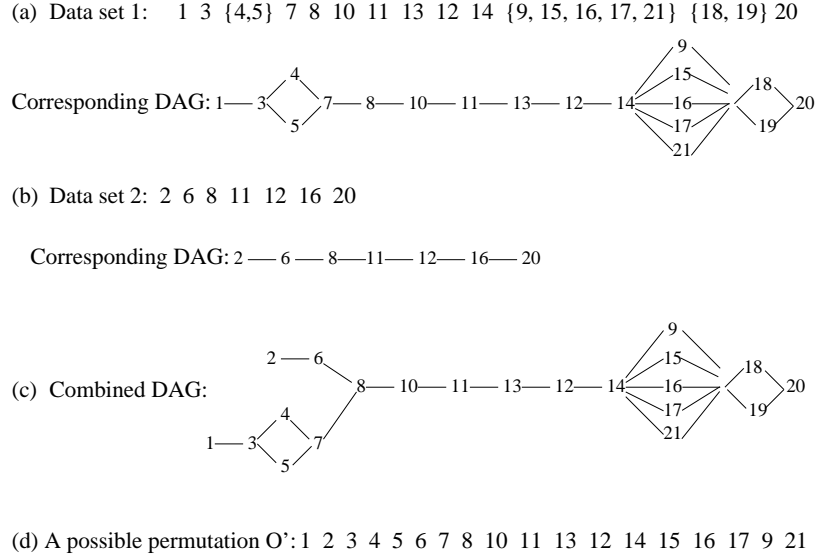 (a) Data set 1: 1 3 {4,5} 7 8 10 11 13 12 14 {9, 15, 16, 17, 21} {18, 19} 20
9
4 15 18
Corresponding DAG: 1 3 7 8 10 11 13 12 14 16 20
5 17 19
21
(b) Data set 2: 2 6 8 11 12 16 20
Corresponding DAG: 2 6 8 11 12 16 20
9
2 6 15 18
(c) Combined DAG: 8 10 11 13 12 14 16 20
4 17 19
1 3 7 21
5
(d) A possible permutation O’: 1 2 3 4 5 6 7 8 10 11 13 12 14 15 16 17 9 21